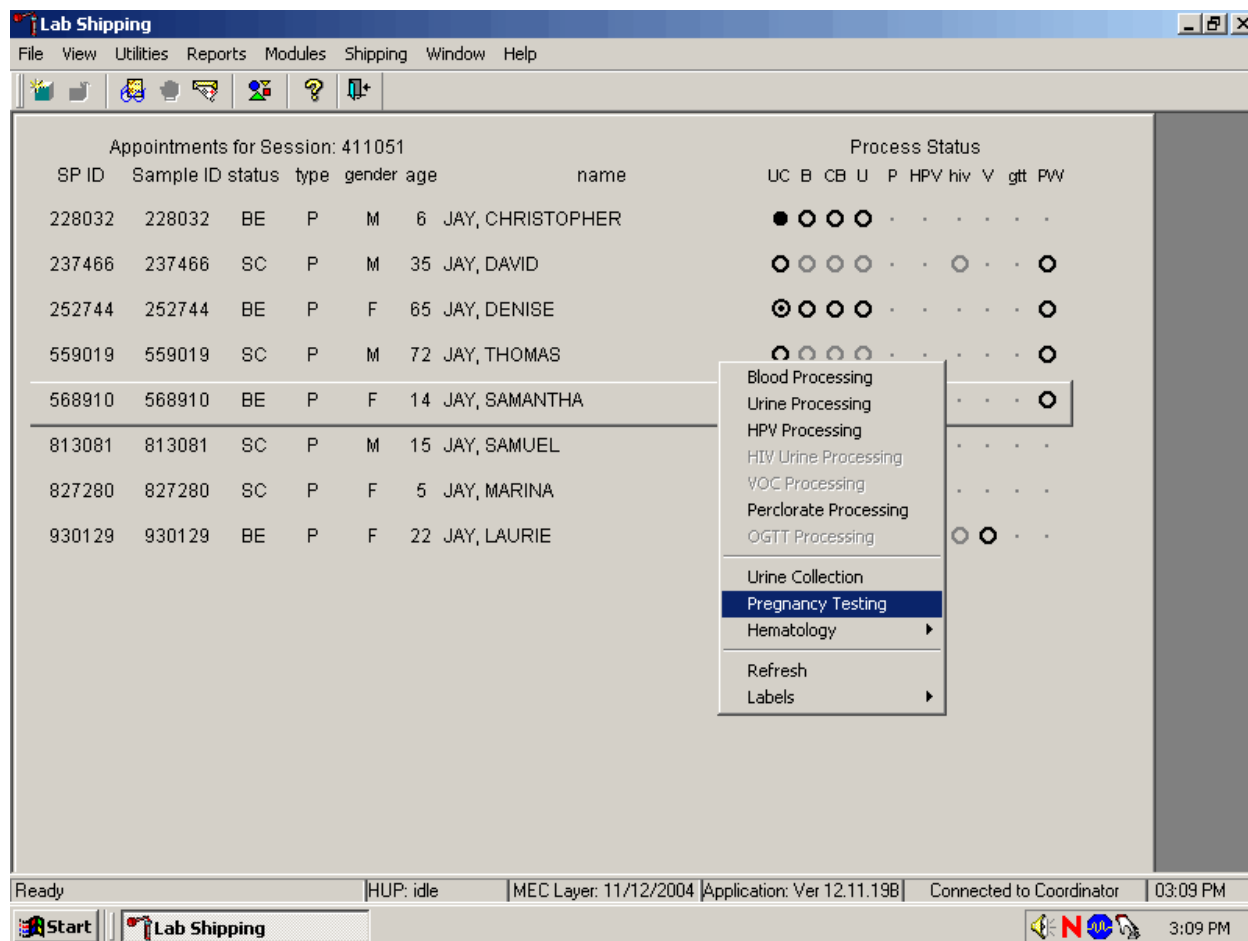 Lab Shipping
File View Utilities Reports Modules Shipping Window Help
Appointments for Session: 411051 Process Status
SP ID Sample ID status type gender age name UC B CB U P HPV hiv V gtt PW
228032 228032 BE P M 6 JAY, CHRISTOPHER
237466 237466 SC P M 35 JAY, DAVID
252744 252744 BE P F 65 JAY, DENISE
559019 559019 SC P M 72 JAY, THOMAS
568910 568910 BE P F 14 JAY, SAMANTHA
813081 813081 SC P M 15 JAY, SAMUEL
827280 827280 SC P F 5 JAY, MARINA
930129 930129 BE P F 22 JAY, LAURIE
Blood Processing
Urine Processing
HPV Processing
HIV Urine Processing
VOC Processing
Perclorate Processing
OGTT Processing
Urine Collection
Pregnancy Testing
Hematology
Refresh
Labels
Ready HUP: idle MEC Layer: 11/12/2004 Application: Ver 12.11.19B Connected to Coordinator 03:09 PM
Start Lab Shipping N 3:09 PM